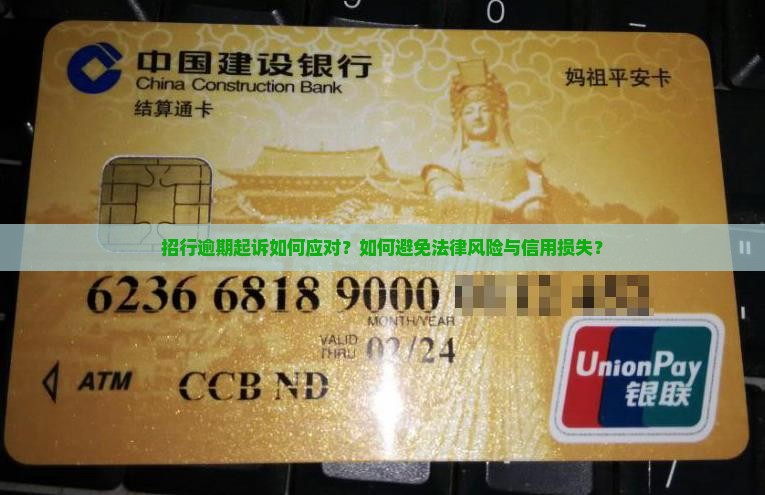 中国建设银行
China Construction Bank
结算通卡
妈祖平安卡
招行逾期起诉如何应对？如何避免法律风险与信用损失？
6236 6818 9000
MONTH/YEAR
VALID
THRU 02/24
ATM CCB ND
UnionPay
银联